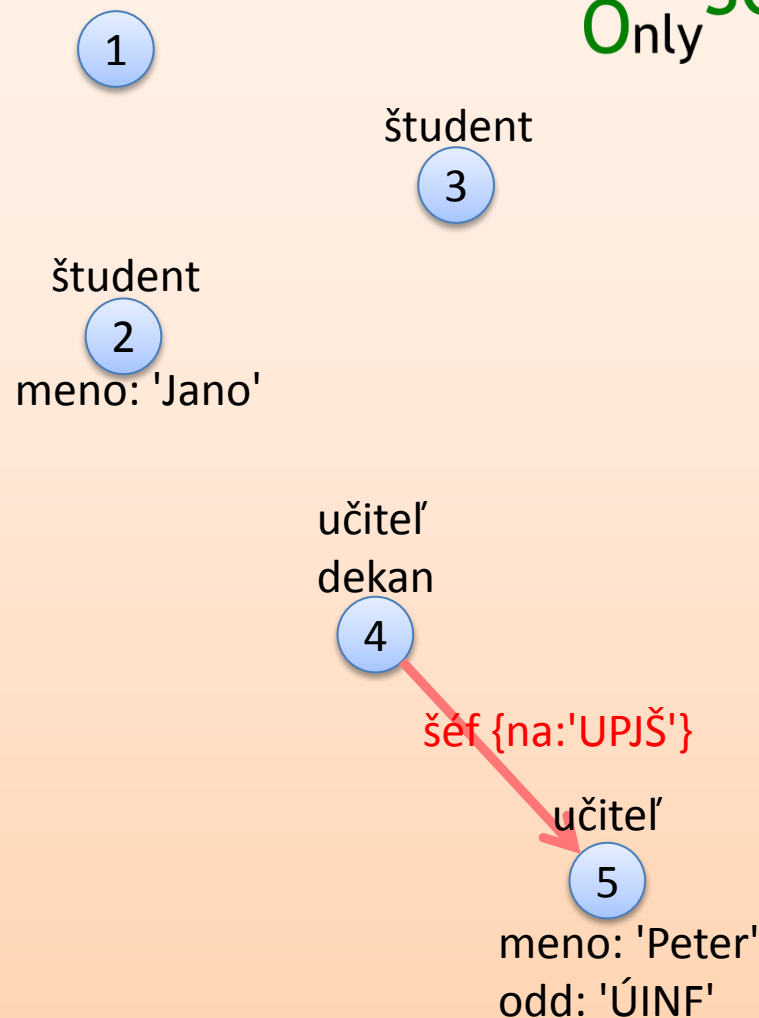 Only
1
študent
3
študent
2
meno: 'Jano'
učiteľ
dekan
4
šéf {na:'UPJŠ'}
učiteľ
5
meno: 'Peter'
odd: 'ÚINF'